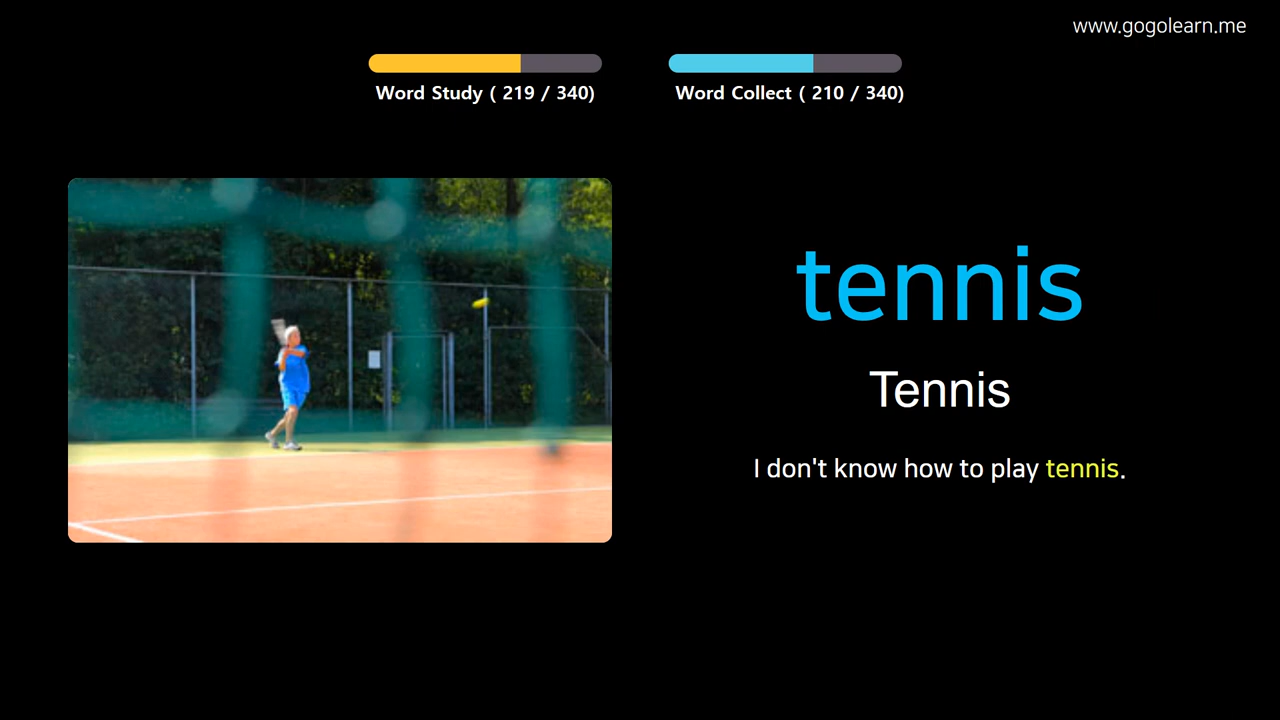 www.gogolearn.me
Word Study ( 219 / 340)
Word Collect ( 210 / 340)
tennis
Tennis
I don't know how to play tennis.